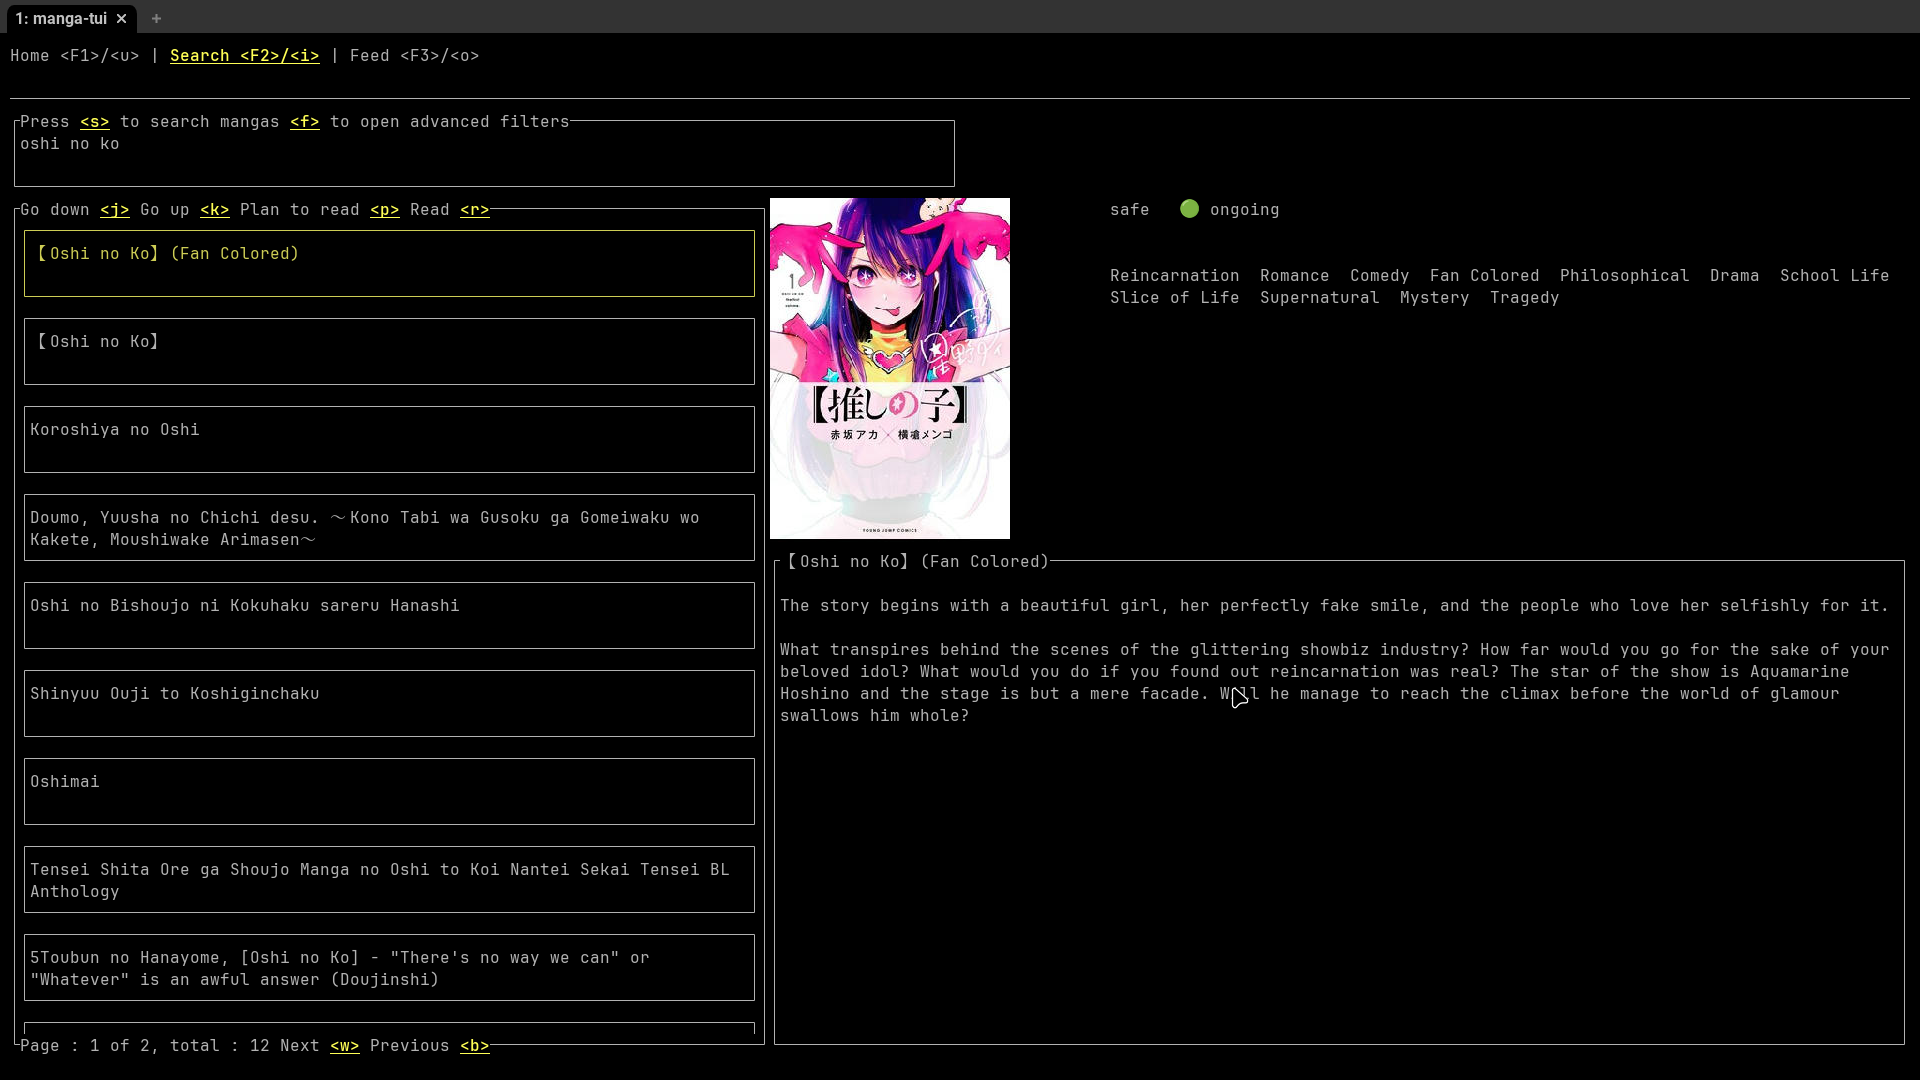 1: manga-tui ✕ +
Home <F1>/<u> | Search <F2>/<i> | Feed <F3>/<o>
Press <s> to search mangas <f> to open advanced filters
oshi no ko
Go down <j> Go up <k> Plan to read <p> Read <r>
【Oshi no Ko】(Fan Colored)
【Oshi no Ko】
Koroshiya no Oshi
Doumo, Yuusha no Chichi desu. ～Kono Tabi wa Gusoku ga Gomeiwaku wo
Kakete, Moushiwake Arimasen～
Oshi no Bishoujo ni Kokuhaku sareru Hanashi
Shinyuu Ouji to Koshiginchaku
Oshimai
Tensei Shita Ore ga Shoujo Manga no Oshi to Koi Nantei Sekai Tensei BL
Anthology
5Toubun no Hanayome, [Oshi no Ko] - "There's no way we can" or
"Whatever" is an awful answer (Doujinshi)
Page : 1 of 2, total : 12 Next <w> Previous <b>
1
【推しの子】
赤坂アカ×横槍メンゴ
YOUNG JUMP COMICS
safe 🟢 ongoing
Reincarnation Romance Comedy Fan Colored Philosophical Drama School Life
Slice of Life Supernatural Mystery Tragedy
【Oshi no Ko】(Fan Colored)
The story begins with a beautiful girl, her perfectly fake smile, and the people who love her selfishly for it.
What transpires behind the scenes of the glittering showbiz industry? How far would you go for the sake of your
beloved idol? What would you do if you found out reincarnation was real? The star of the show is Aquamarine
Hoshino and the stage is but a mere facade. Will he manage to reach the climax before the world of glamour
swallows him whole?